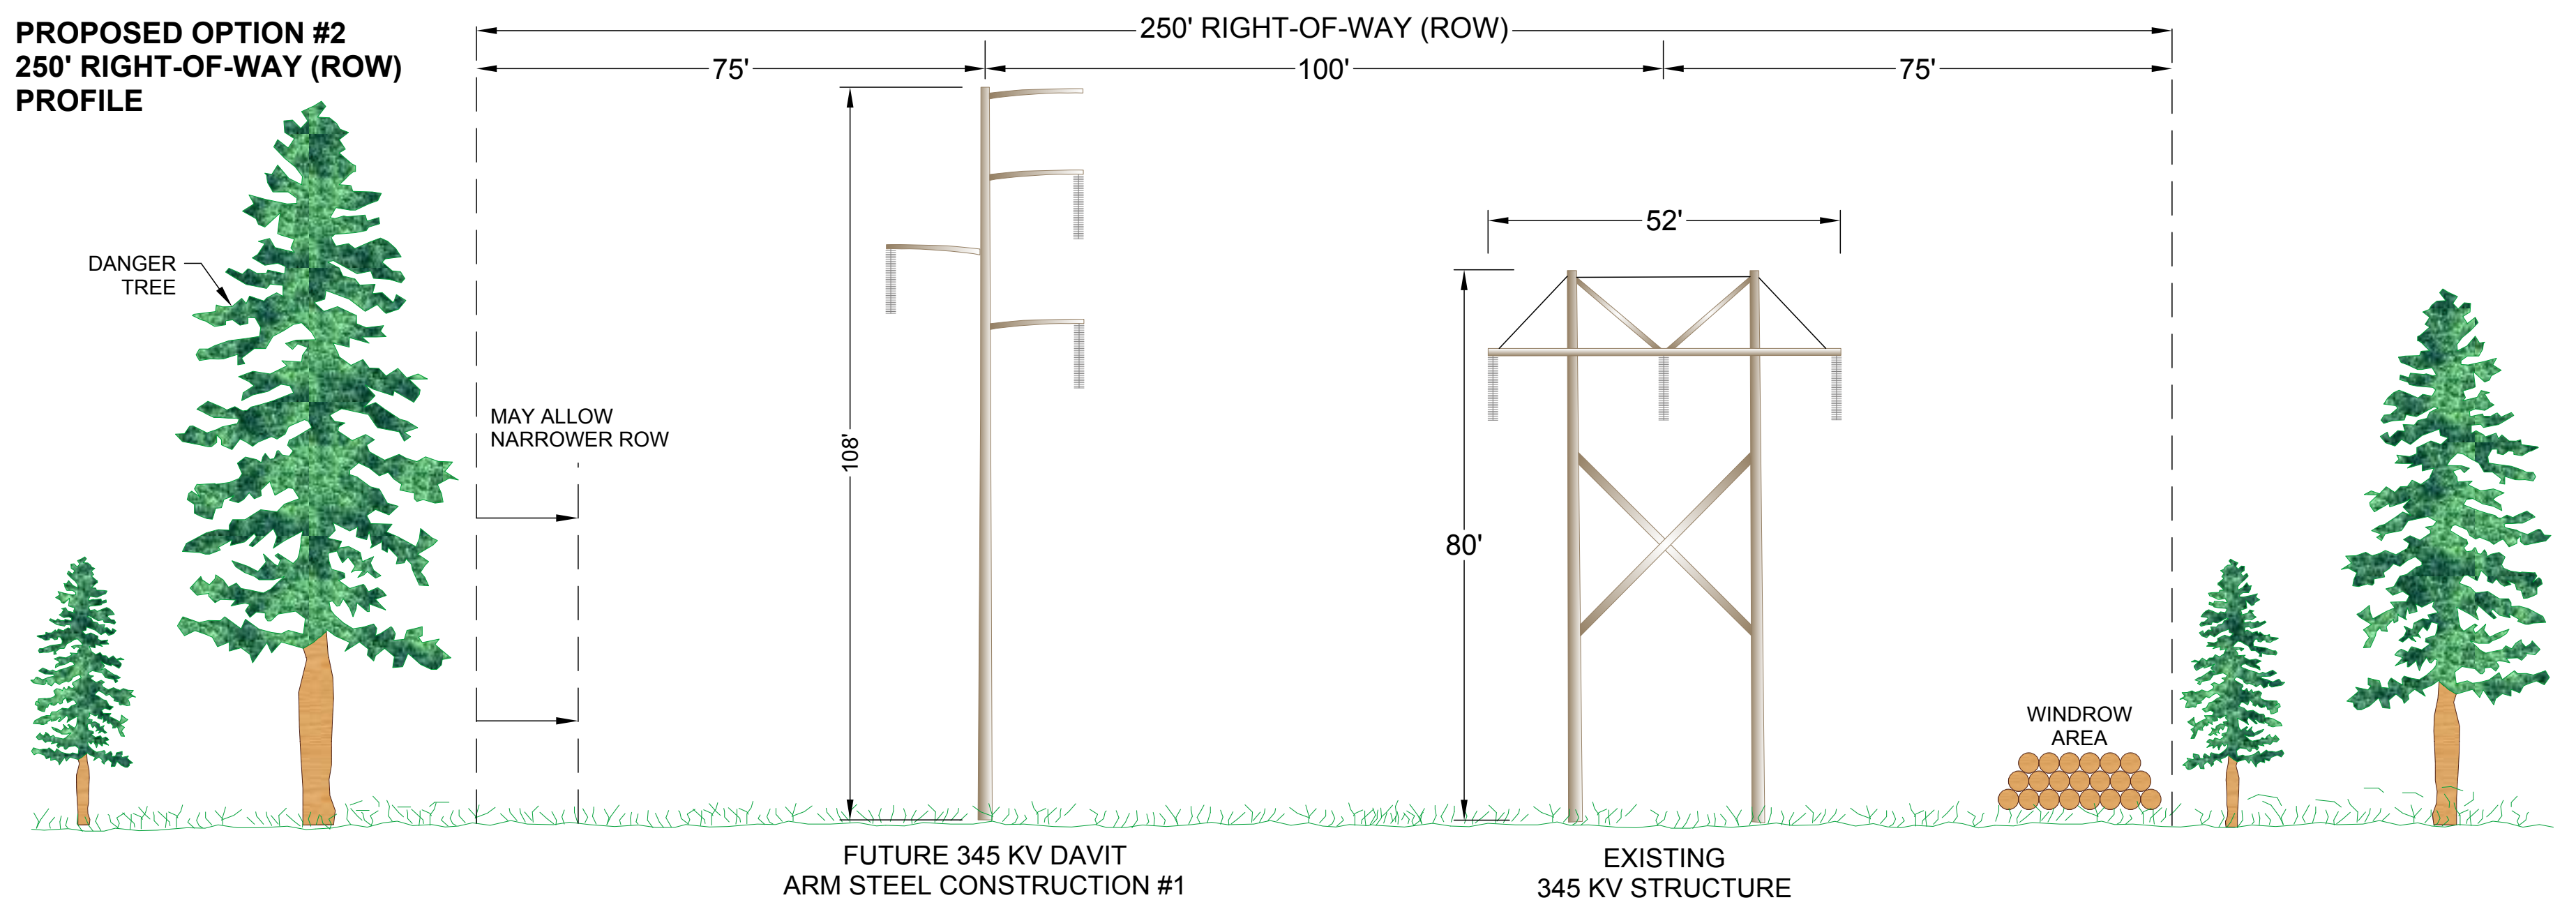 PROPOSED OPTION #2
250' RIGHT-OF-WAY (ROW)
PROFILE
250' RIGHT-OF-WAY (ROW)
75'
100'
75'
DANGER
TREE
MAY ALLOW
NARROWER ROW
108'
52'
80'
WINDROW
AREA
FUTURE 345 KV DAVIT
ARM STEEL CONSTRUCTION #1
EXISTING
345 KV STRUCTURE